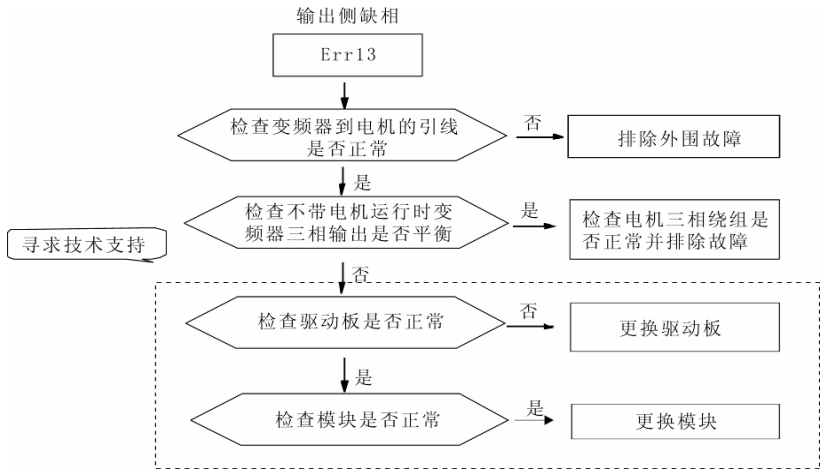 输出侧缺相
Err13
检查变频器到电机的引线
是否正常
否
排除外围故障
是
检查不带电机运行时变
频器三相输出是否平衡
是
检查电机三相绕组是
否正常并排除故障
寻求技术支持
否
检查驱动板是否正常
否
更换驱动板
是
检查模块是否正常
是
更换模块